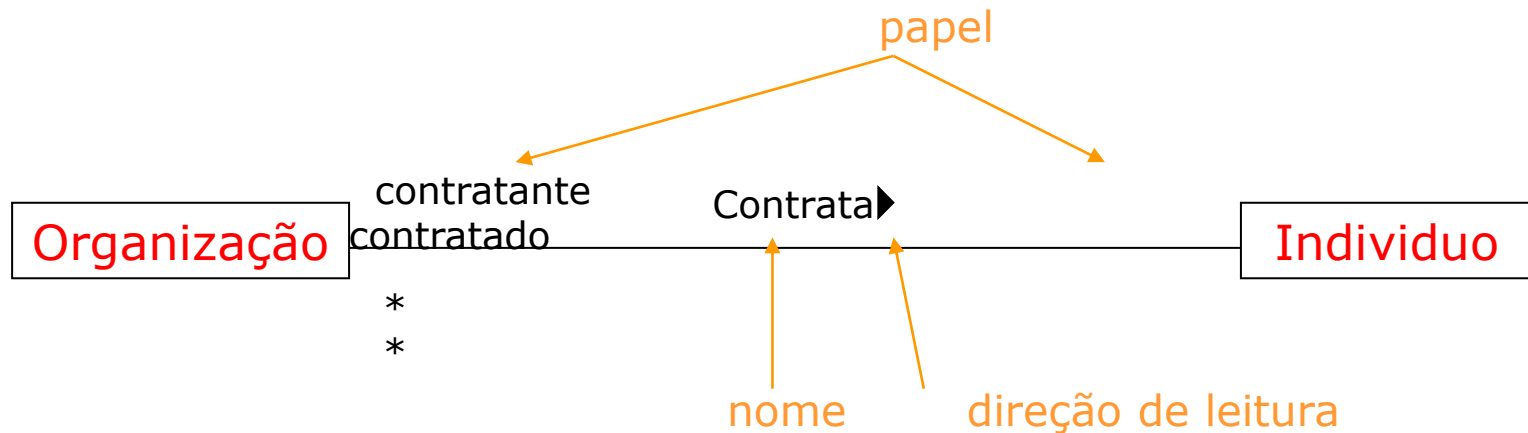 papel
contratante
Contrata
Organização
contratado
Individuo
*
*
nome
direção de leitura